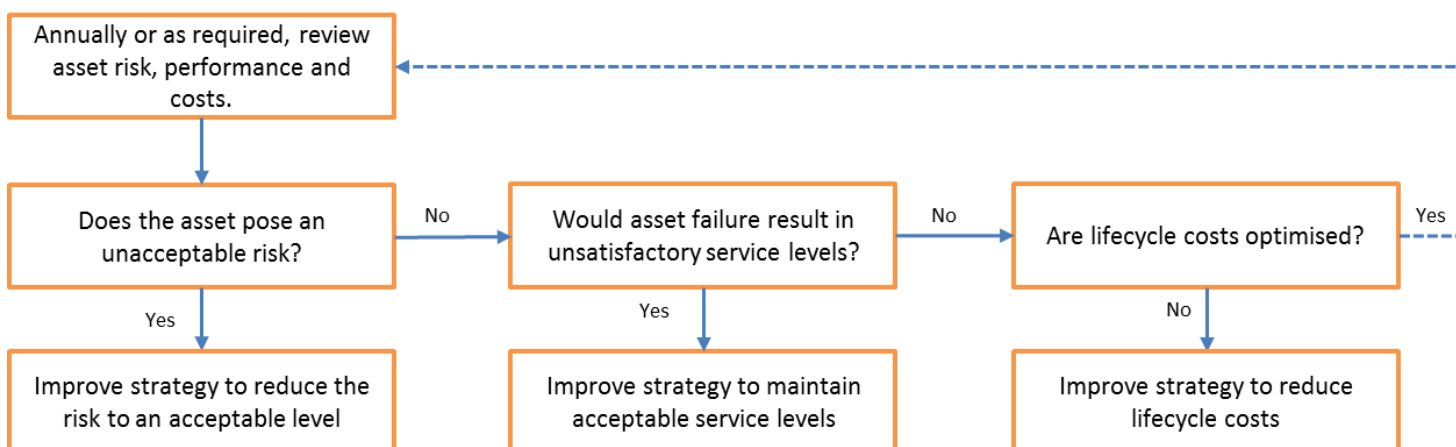 Annually or as required, review
asset risk, performance and
costs.
Does the asset pose an
unacceptable risk?
No
Would asset failure result in
unsatisfactory service levels?
No
Are lifecycle costs optimised?
Yes
Yes
Yes
No
Improve strategy to reduce the
risk to an acceptable level
Improve strategy to maintain
acceptable service levels
Improve strategy to reduce
lifecycle costs